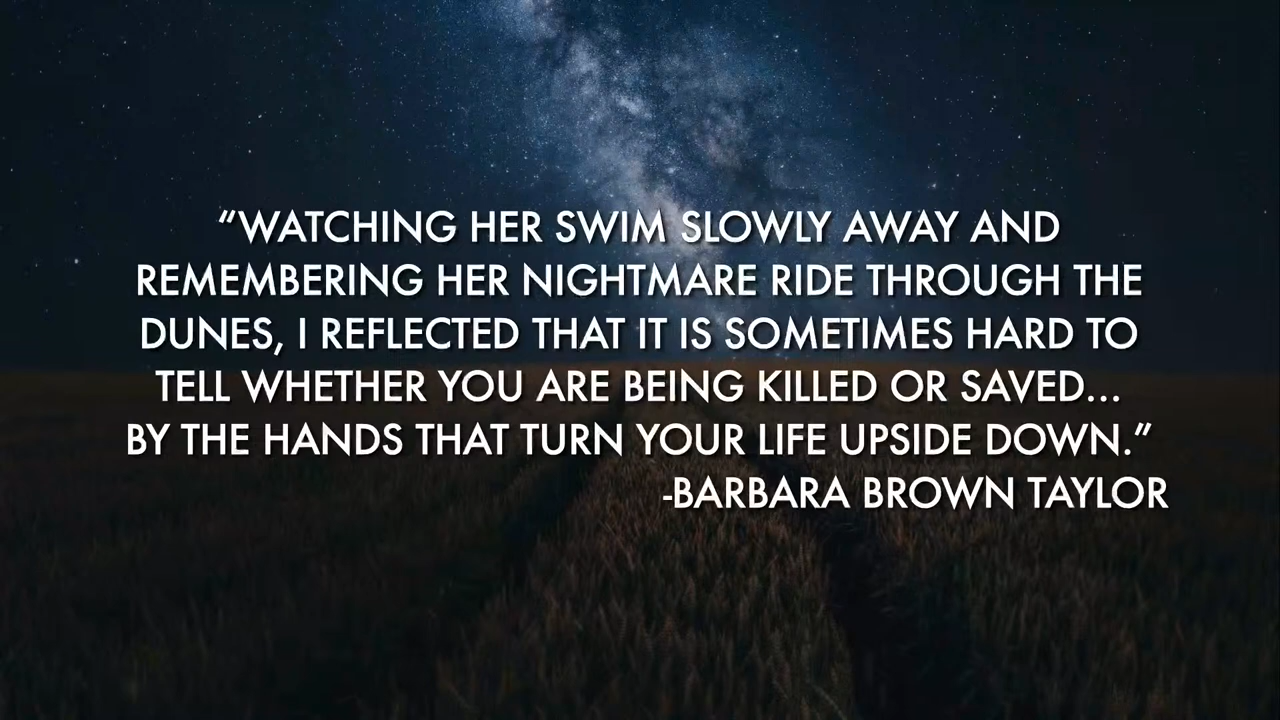 “WATCHING HER SWIM SLOWLY AWAY AND
REMEMBERING HER NIGHTMARE RIDE THROUGH THE
DUNES, I REFLECTED THAT IT IS SOMETIMES HARD TO
TELL WHETHER YOU ARE BEING KILLED OR SAVED...
BY THE HANDS THAT TURN YOUR LIFE UPSIDE DOWN.”
-BARBARA BROWN TAYLOR